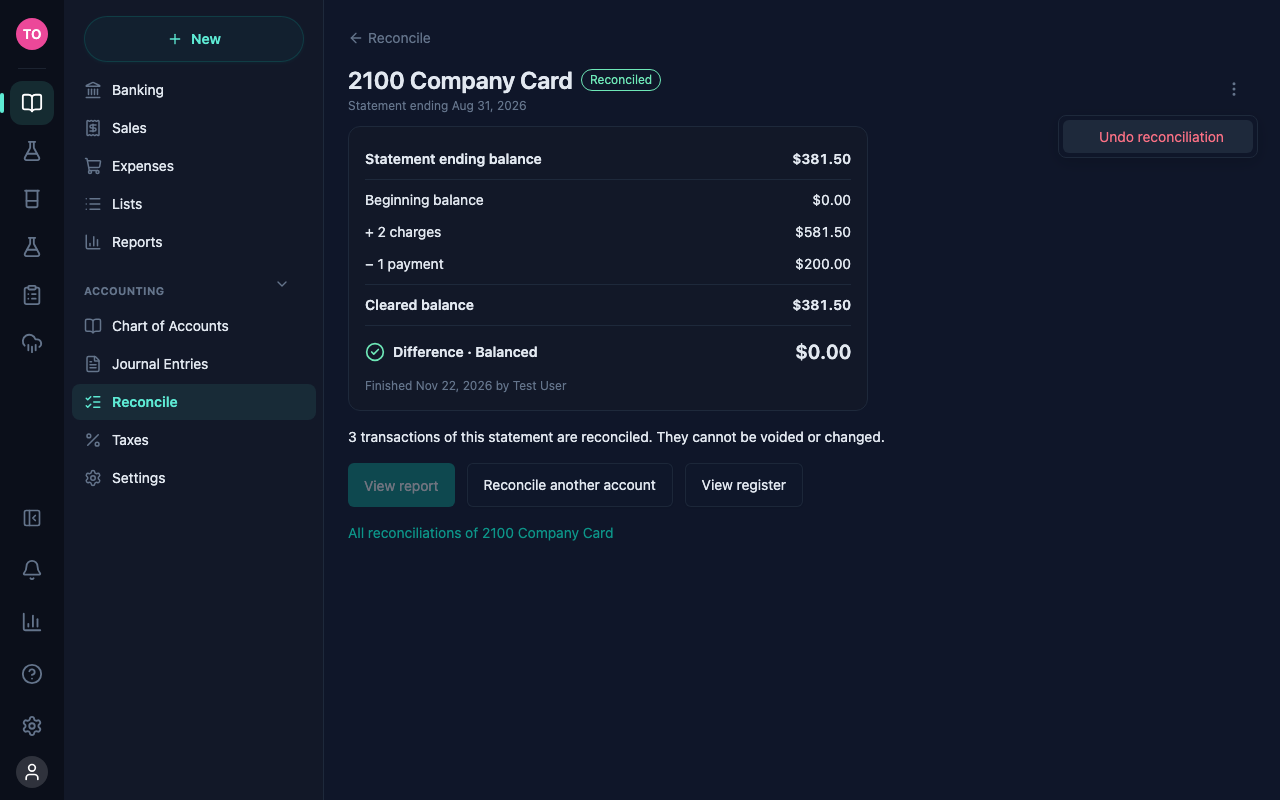 TO
New
Banking
Sales
Expenses
Lists
Reports
ACCOUNTING
Chart of Accounts
Journal Entries
Reconcile
Taxes
Settings
Reconcile
2100 Company Card Reconciled
Statement ending Aug 31, 2026
Undo reconciliation
Statement ending balance $381.50
Beginning balance $0.00
+ 2 charges $581.50
− 1 payment $200.00
Cleared balance $381.50
Difference · Balanced $0.00
Finished Nov 22, 2026 by Test User
3 transactions of this statement are reconciled. They cannot be voided or changed.
View report Reconcile another account View register
All reconciliations of 2100 Company Card